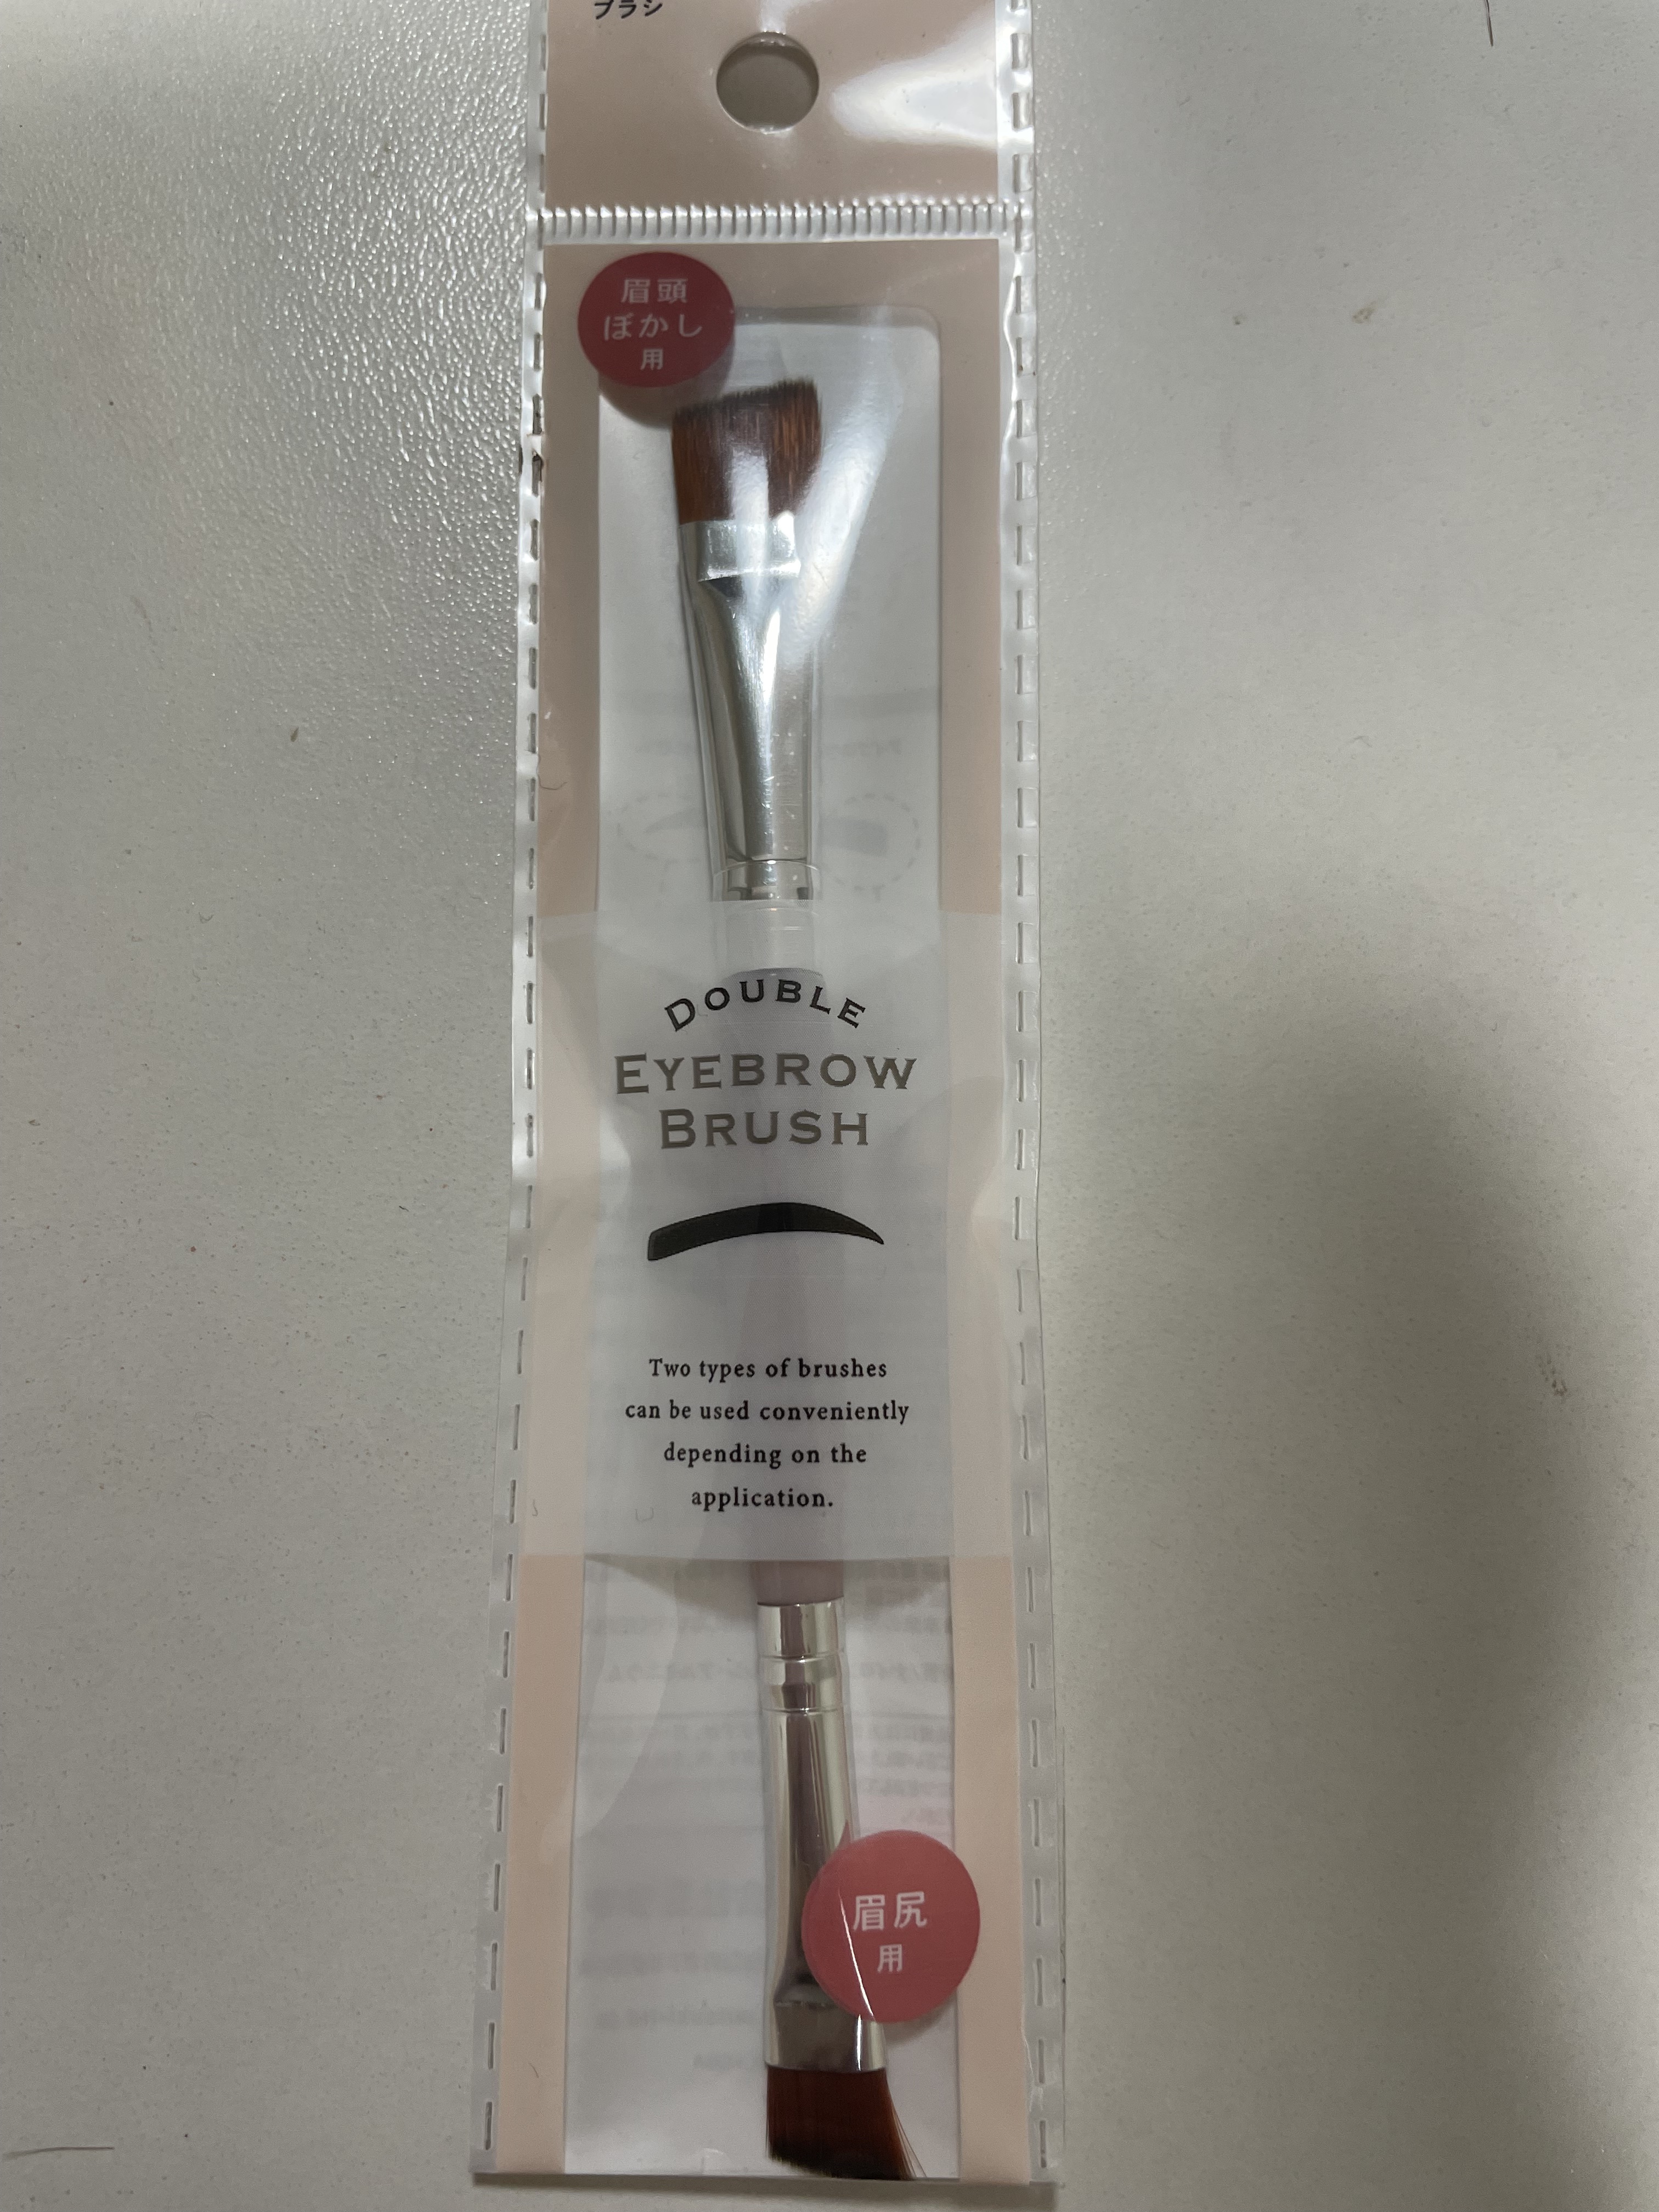 ブラシ
眉頭
ぼかし
用
DOUBLE
EYEBROW
BRUSH
Two types of brushes
can be used conveniently
depending on the
application.
眉尻
用